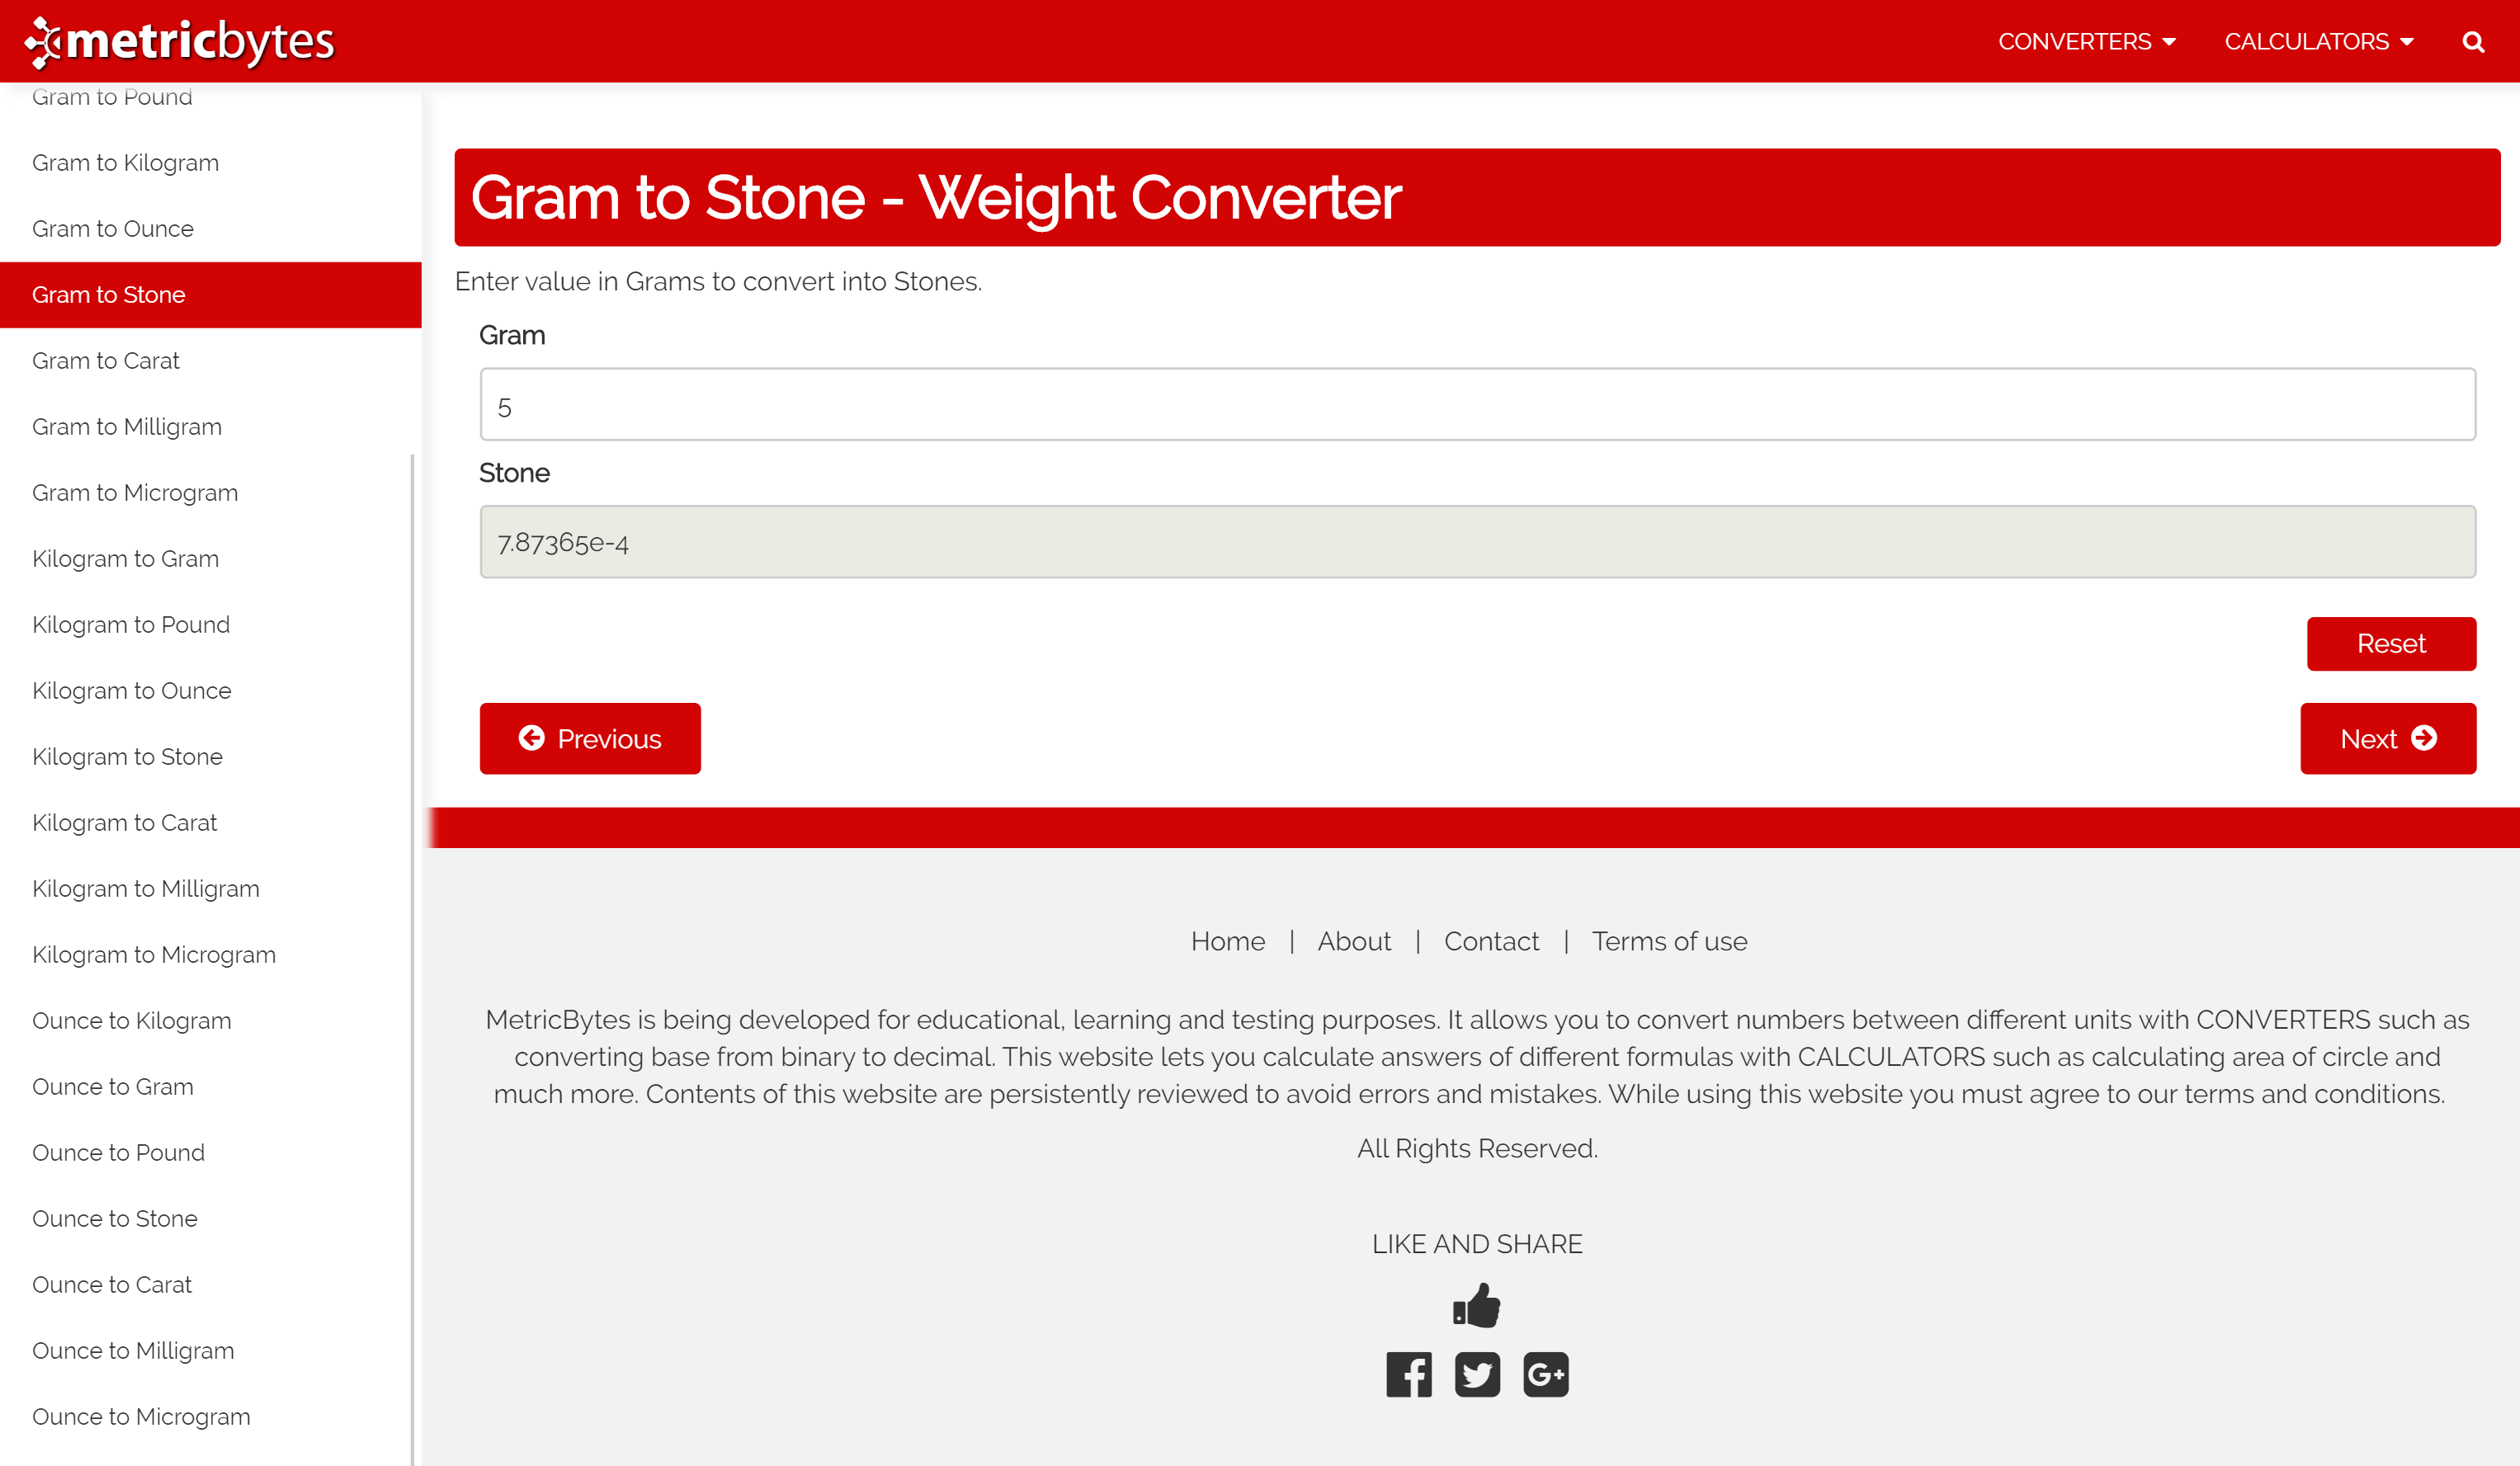 metricbytes
CONVERTERS
CALCULATORS
Gram to Pound
Gram to Kilogram
Gram to Ounce
Gram to Stone
Gram to Carat
Gram to Milligram
Gram to Microgram
Kilogram to Gram
Kilogram to Pound
Kilogram to Ounce
Kilogram to Stone
Kilogram to Carat
Kilogram to Milligram
Kilogram to Microgram
Ounce to Kilogram
Ounce to Gram
Ounce to Pound
Ounce to Stone
Ounce to Carat
Ounce to Milligram
Ounce to Microgram
Gram to Stone - Weight Converter
Enter value in Grams to convert into Stones.
Gram
5
Stone
7.87365e-4
Reset
Previous
Next
Home | About | Contact | Terms of use
MetricBytes is being developed for educational, learning and testing purposes. It allows you to convert numbers between different units with CONVERTERS such as
converting base from binary to decimal. This website lets you calculate answers of different formulas with CALCULATORS such as calculating area of circle and
much more. Contents of this website are persistently reviewed to avoid errors and mistakes. While using this website you must agree to our terms and conditions.
All Rights Reserved.
LIKE AND SHARE
G+